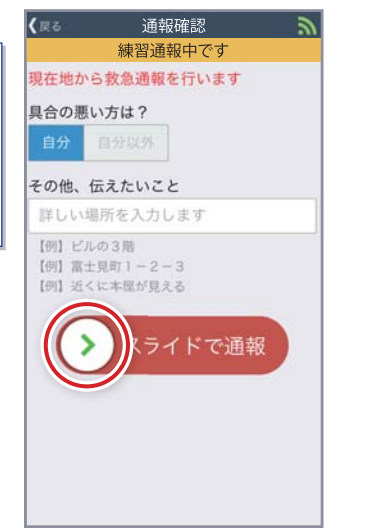 戻る
通報確認
練習通報中です
現在地から救急通報を行います
具合の悪い方は？
自分
自分以外
その他、伝えたいこと
詳しい場所を入力します
【例】ビルの３階
【例】富士見町１－２－３
【例】近くに本屋が見える
スライドで通報